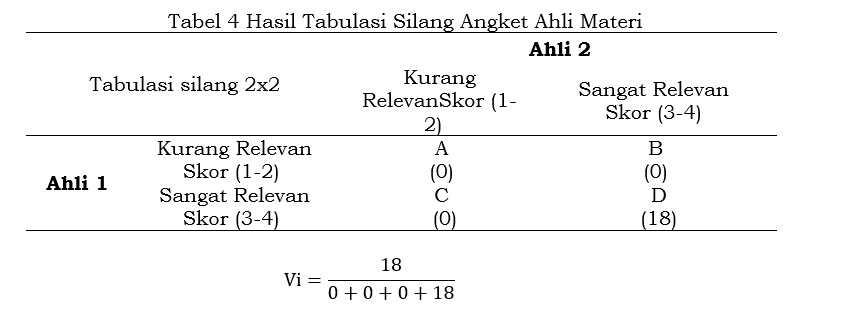 Tabel 4 Hasil Tabulasi Silang Angket Ahli Materi
Ahli 2
Tabulasi silang 2x2
Kurang
RelevanSkor (1-
2)
Sangat Relevan
Skor (3-4)
Ahli 1
Kurang Relevan
Skor (1-2)
A
(0)
B
(0)
Sangat Relevan
Skor (3-4)
C
(0)
D
(18)
Vi = 18
0 + 0 + 0 + 18